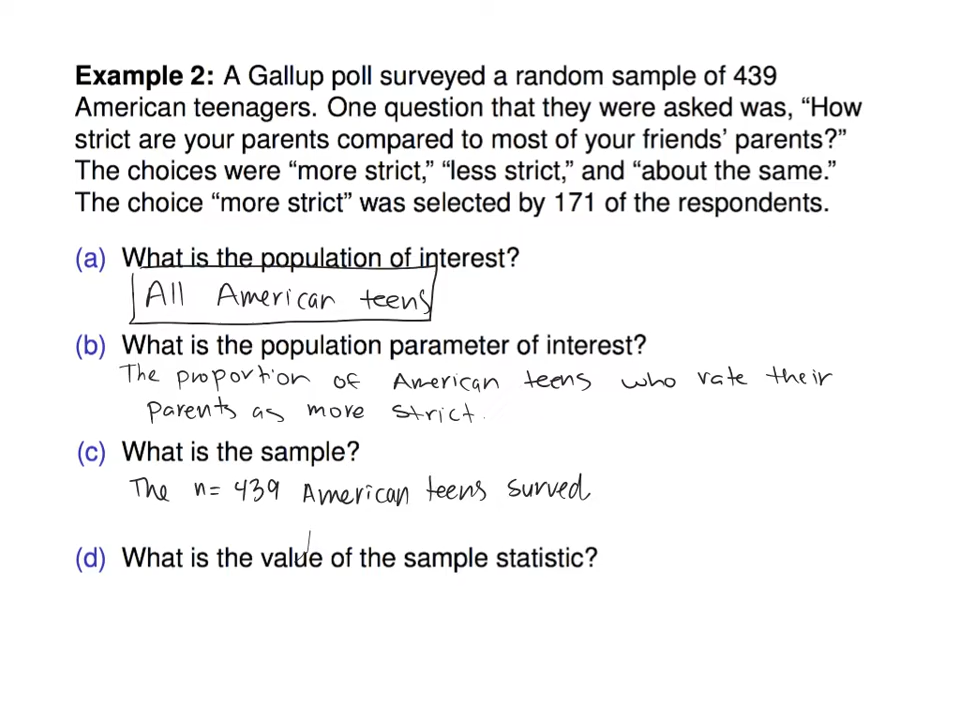 Example 2: A Gallup poll surveyed a random sample of 439
American teenagers. One question that they were asked was, “How
strict are your parents compared to most of your friends’ parents?”
The choices were “more strict,” “less strict,” and “about the same.”
The choice “more strict” was selected by 171 of the respondents.
(a) What is the population of interest?
All American teens
(b) What is the population parameter of interest?
The proportion of American teens who rate their
parents as more strict.
(c) What is the sample?
The n= 439 American teens surved
(d) What is the value of the sample statistic?